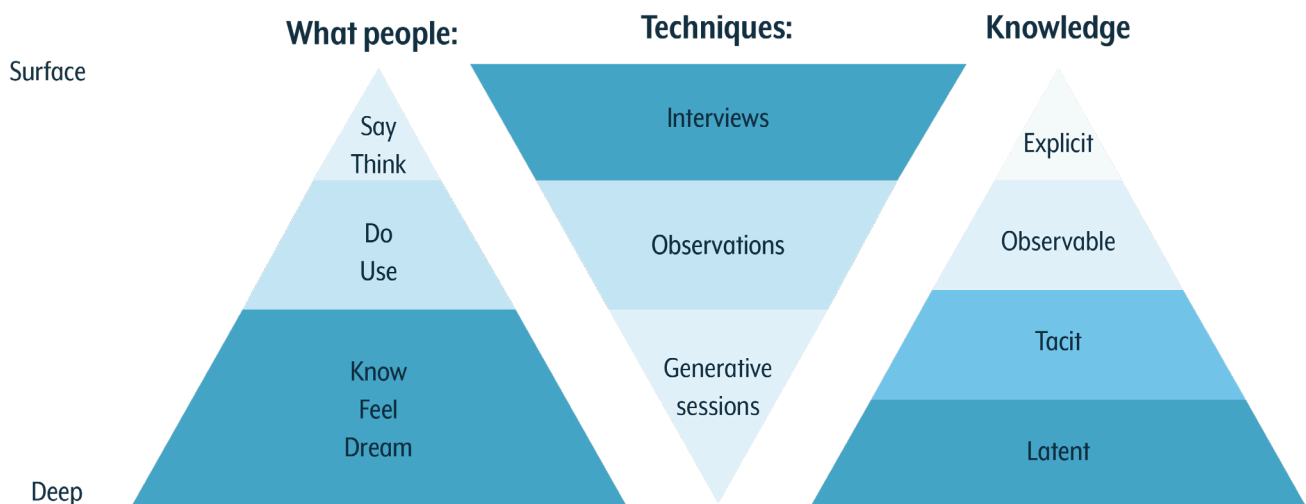 What people:
Techniques:
Knowledge
Surface
Say
Think
Do
Use
Know
Feel
Dream
Deep
Interviews
Observations
Generative
sessions
Explicit
Observable
Tacit
Latent